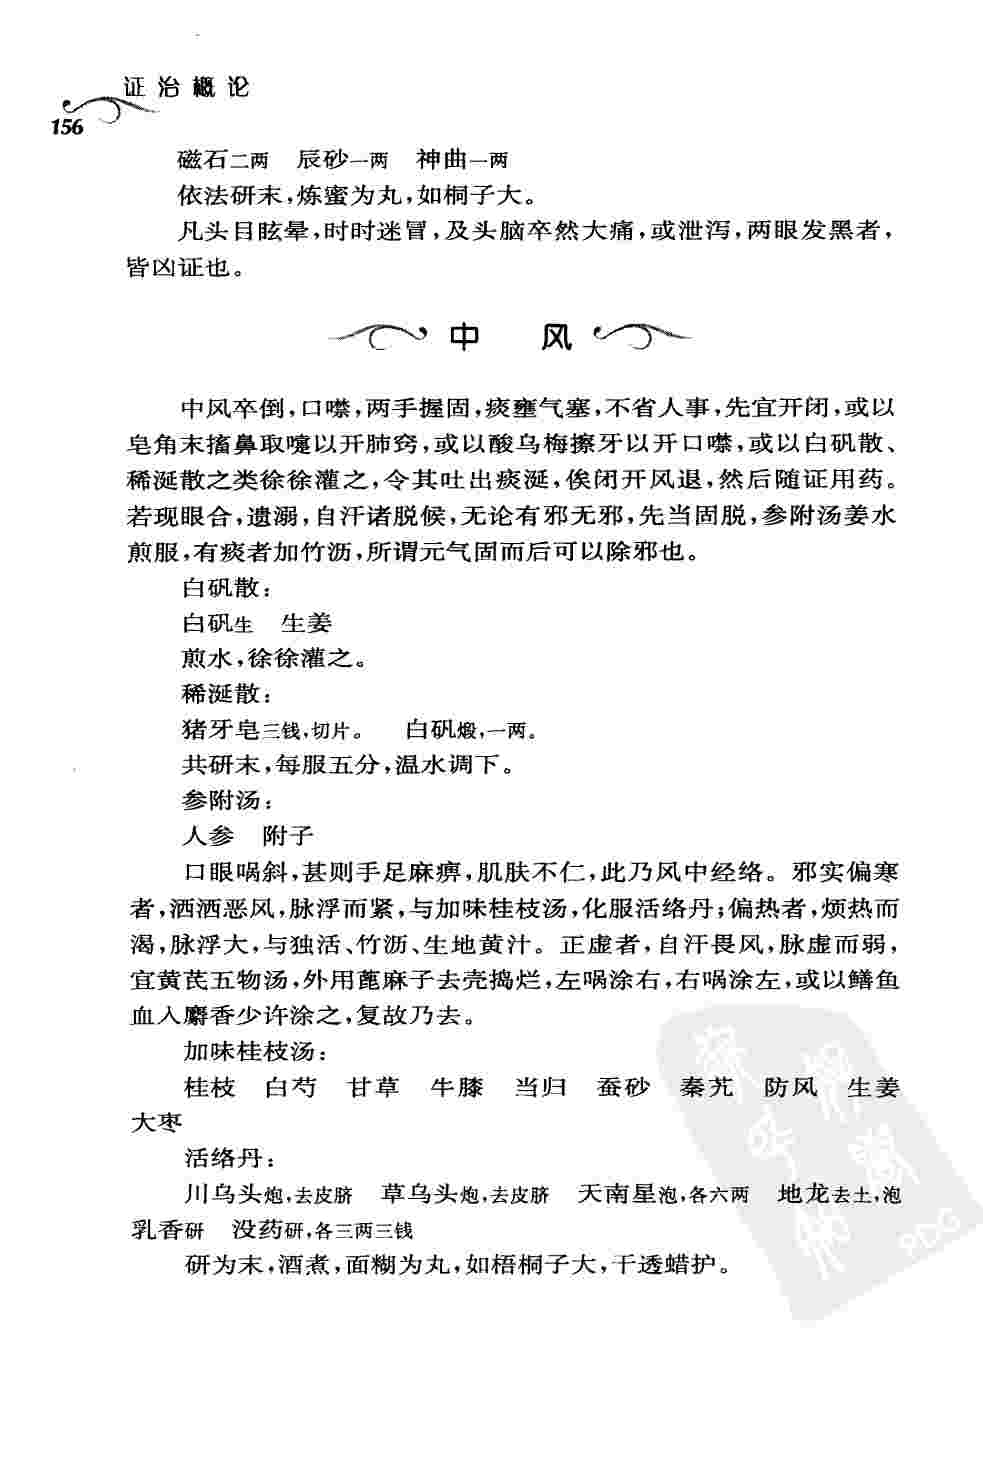 证治概论
156
磁石二两 辰砂一两 神曲一两
依法研末,炼蜜为丸,如桐子大。
凡头目眩晕,时时迷冒,及头脑卒然大痛,或泄泻,两眼发黑者,
皆凶证也。
中 风
中风卒倒,口噤,两手握固,痰壅气塞,不省人事,先宜开闭,或以
皂角末搐鼻取嚏以开肺窍,或以酸乌梅擦牙以开口噤,或以白矾散、
稀涎散之类徐徐灌之,令其吐出痰涎,俟闭开风退,然后随证用药。
若现眼合,遗溺,自汗诸脱候,无论有邪无邪,先当固脱,参附汤姜水
煎服,有痰者加竹沥,所谓元气固而后可以除邪也。
白矾散:
白矾生 生姜
煎水,徐徐灌之。
稀涎散:
猪牙皂三钱,切片。 白矾煅,一两。
共研末,每服五分,温水调下。
参附汤:
人参 附子
口眼㖞斜,甚则手足麻痹,肌肤不仁,此乃风中经络。邪实偏寒
者,洒洒恶风,脉浮而紧,与加味桂枝汤,化服活络丹;偏热者,烦热而
渴,脉浮大,与独活、竹沥、生地黄汁。正虚者,自汗畏风,脉虚而弱,
宜黄芪五物汤,外用蓖麻子去壳捣烂,左㖞涂右,右㖞涂左,或以鳝鱼
血入麝香少许涂之,复故乃去。
加味桂枝汤:
桂枝 白芍 甘草 牛膝 当归 蚕砂 秦艽 防风 生姜
大枣
活络丹:
川乌头炮,去皮脐 草乌头炮,去皮脐 天南星泡,各六两 地龙去土,泡
乳香研 没药研,各三两三钱
研为末,酒煮,面糊为丸,如梧桐子大,干透蜡护。
PDG